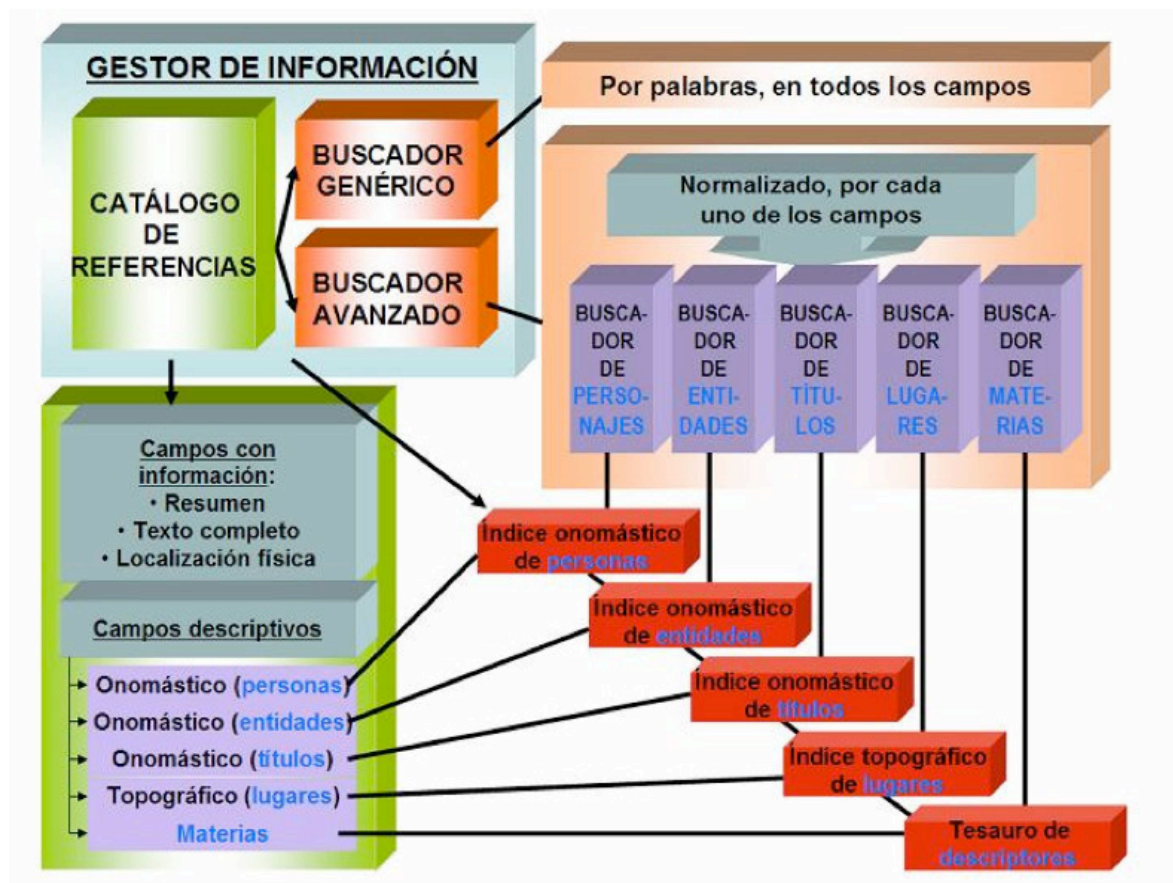 GESTOR DE INFORMACIÓN
CATÁLOGO
DE
REFERENCIAS
BUSCADOR
GENÉRICO
BUSCADOR
AVANZADO
Por palabras, en todos los campos
Normalizado, por cada
uno de los campos
BUSCA-
DOR
DE
PERSO-
NAJES
BUSCA-
DOR
DE
ENTI-
DADES
BUSCA-
DOR
DE
TÍTU-
LOS
BUSCA-
DOR
DE
LUGA-
RES
BUSCA-
DOR
DE
MATE-
RIAS
Campos con
información:
• Resumen
• Texto completo
• Localización física
Campos descriptivos
Onomástico (personas)
Onomástico (entidades)
Onomástico (títulos)
Topográfico (lugares)
Materias
Índice onomástico
de personas
Índice onomástico
de entidades
Índice onomástico
de títulos
Índice topográfico
de lugares
Tesauro de
descriptores